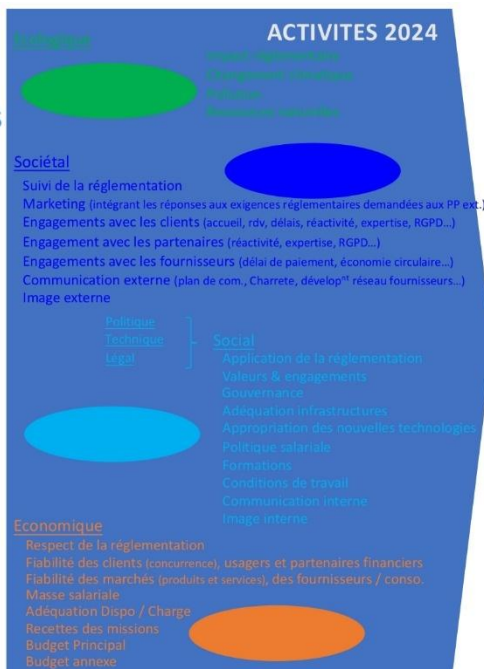 ACTIVITES 2024
Ecologique
Impact réglementaire
Changement climatique
Pollution
Ressources naturelles
Sociétal
Suivi de la réglementation
Marketing (intégrant les réponses aux exigences réglementaires demandées aux PP ext.)
Engagements avec les clients (accueil, rdv, délais, réactivité, expertise, RGPD...)
Engagement avec les partenaires (réactivité, expertise, RGPD...)
Engagements avec les fournisseurs (délai de paiement, économie circulaire...)
Communication externe (plan de com., Charrete, dévelopⁿᵗ réseau fournisseurs...)
Image externe
Politique
Technique
Légal
Social
Application de la réglementation
Valeurs & engagements
Gouvernance
Adéquation infrastructures
Appropriation des nouvelles technologies
Politique salariale
Formations
Conditions de travail
Communication interne
Image interne
Economique
Respect de la réglementation
Fiabilité des clients (concurrence), usagers et partenaires financiers
Fiabilité des marchés (produits et services), des fournisseurs / conso.
Masse salariale
Adéquation Dispo / Charge
Recettes des missions
Budget Principal
Budget annexe